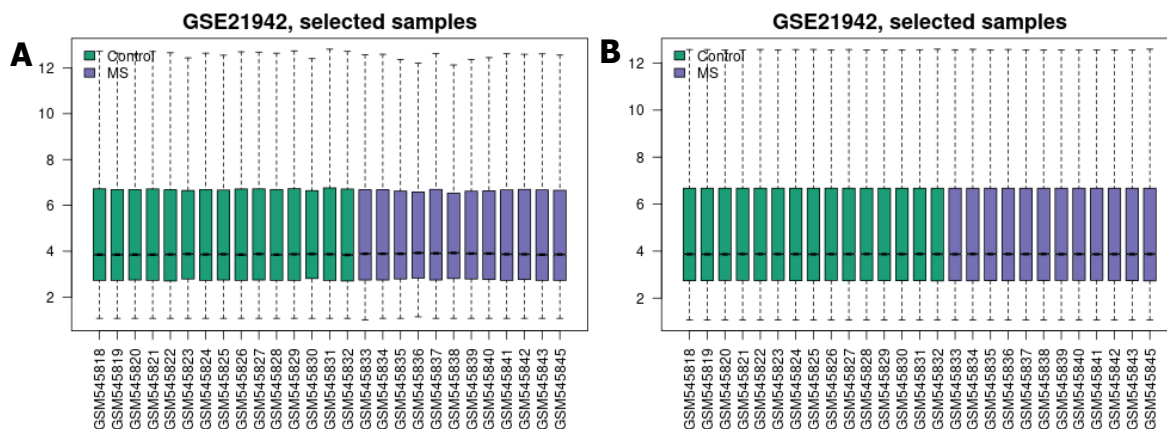 A
GSE21942, selected samples
Control
MS
12
10
8
6
4
2
GSM545818
GSM545819
GSM545820
GSM545821
GSM545822
GSM545823
GSM545824
GSM545825
GSM545826
GSM545827
GSM545828
GSM545829
GSM545830
GSM545831
GSM545832
GSM545833
GSM545834
GSM545835
GSM545836
GSM545837
GSM545838
GSM545839
GSM545840
GSM545841
GSM545842
GSM545843
GSM545845
B
GSE21942, selected samples
Control
MS
12
10
8
6
4
2
GSM545818
GSM545819
GSM545820
GSM545821
GSM545822
GSM545823
GSM545824
GSM545825
GSM545826
GSM545827
GSM545828
GSM545829
GSM545830
GSM545831
GSM545832
GSM545833
GSM545834
GSM545835
GSM545836
GSM545837
GSM545838
GSM545839
GSM545840
GSM545841
GSM545842
GSM545843
GSM545845